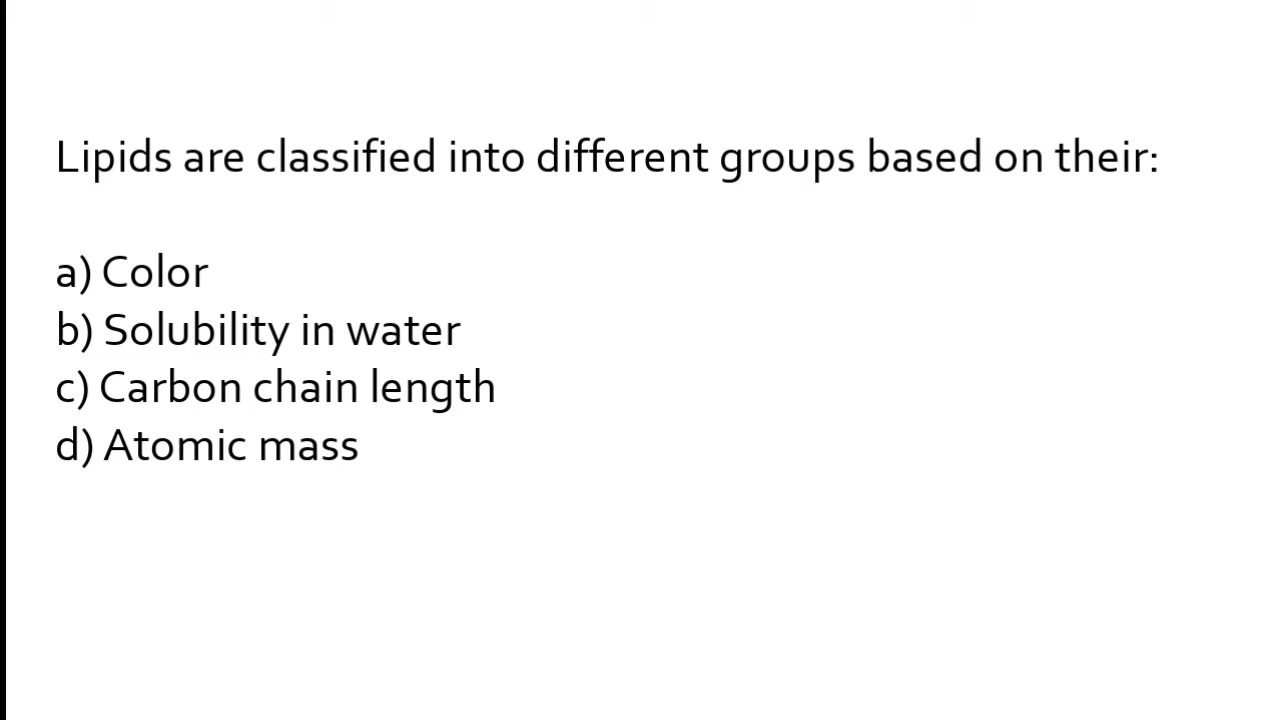 Lipids are classified into different groups based on their:
a) Color
b) Solubility in water
c) Carbon chain length
d) Atomic mass